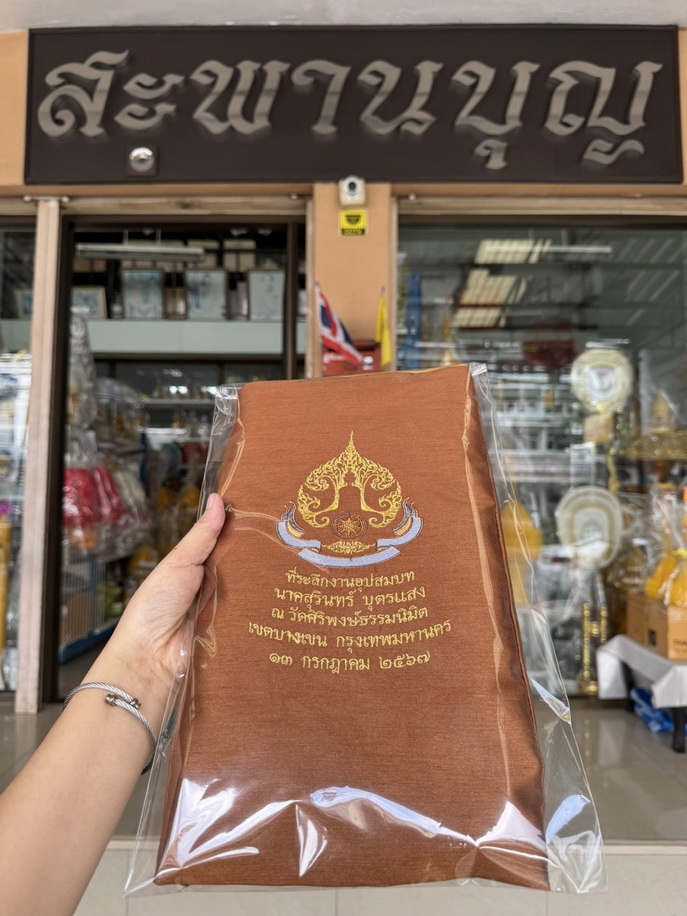 สะพานบุญ
ที่ระลึกงานอุปสมบท
นาคสุรินทร์ บุตรแสง
ณ วัดศิริพงษ์ธรรมนิมิต
เขตบางเขน กรุงเทพมหานคร
๑๓ กรกฎาคม ๒๕๖๗